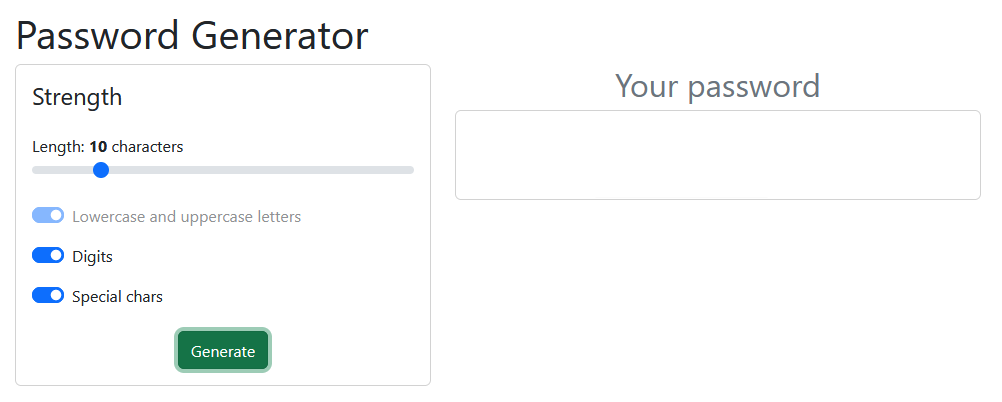 Password Generator
Strength
Length: 10 characters
Lowercase and uppercase letters
Digits
Special chars
Generate
Your password